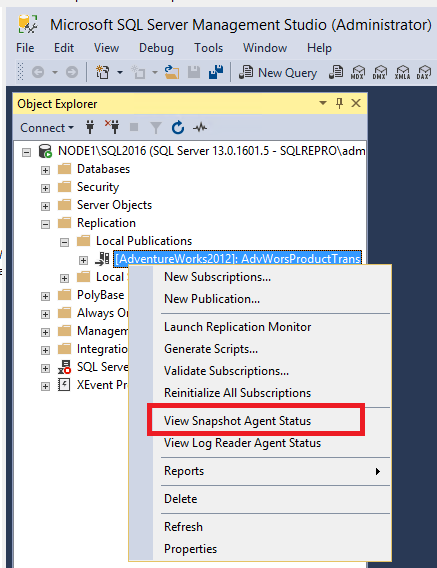 Microsoft SQL Server Management Studio (Administrator)
File Edit View Debug Tools Window Help
New Query MDX DMX XMLA DAX
Object Explorer
Connect
NODE1\SQL2016 (SQL Server 13.0.1601.5 - SQLREPRO\adm
Databases
Security
Server Objects
Replication
Local Publications
[AdventureWorks2012]: AdvWorsProductTrans
Local
PolyBase
Always On
Managem
Integration
SQL Serve
XEvent Pr
New Subscriptions...
New Publication...
Launch Replication Monitor
Generate Scripts...
Validate Subscriptions...
Reinitialize All Subscriptions
View Snapshot Agent Status
View Log Reader Agent Status
Reports
Delete
Refresh
Properties